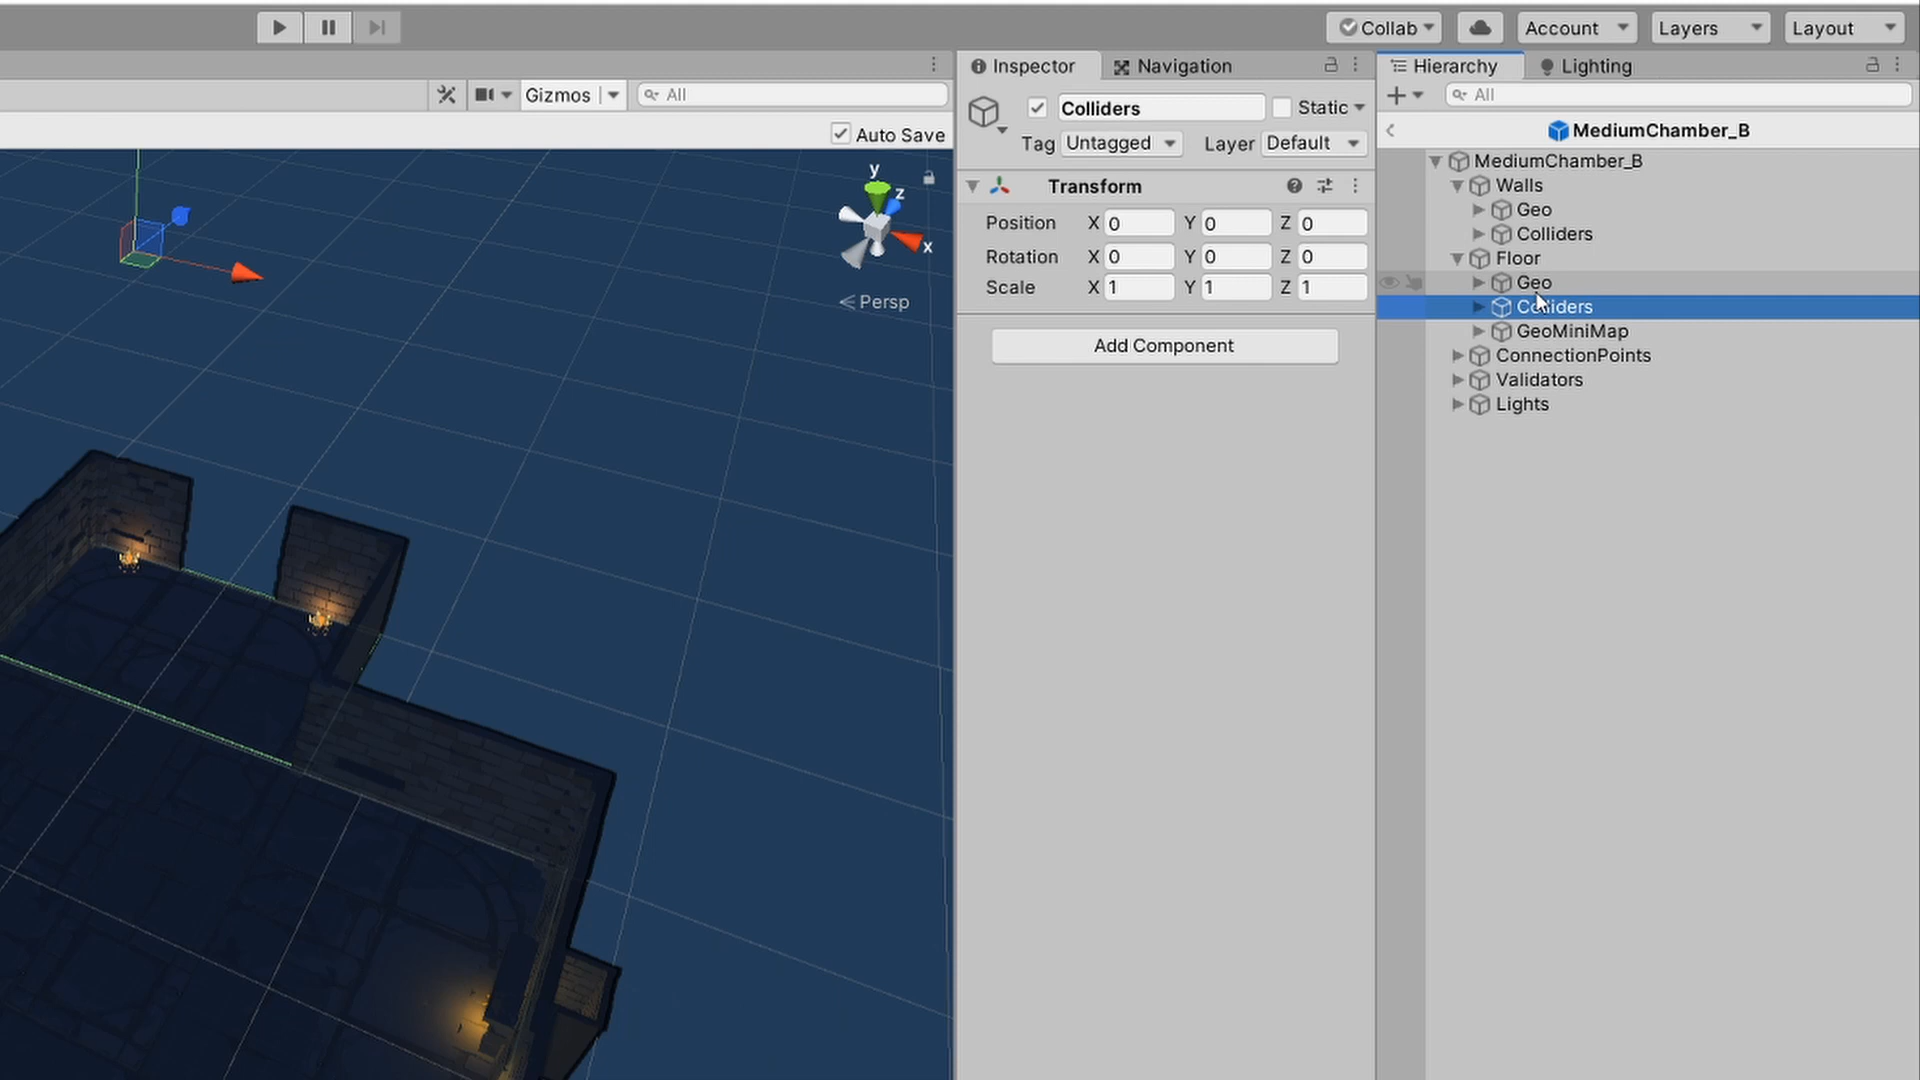 Collab
Account
Layers
Layout
Inspector
Navigation
Hierarchy
Lighting
Gizmos
All
Colliders
Static
All
Auto Save
Tag Untagged
Layer Default
MediumChamber_B
y
z
x
Persp
Transform
Position X 0 Y 0 Z 0
Rotation X 0 Y 0 Z 0
Scale X 1 Y 1 Z 1
Add Component
MediumChamber_B
Walls
Geo
Colliders
Floor
Geo
Colliders
GeoMiniMap
ConnectionPoints
Validators
Lights